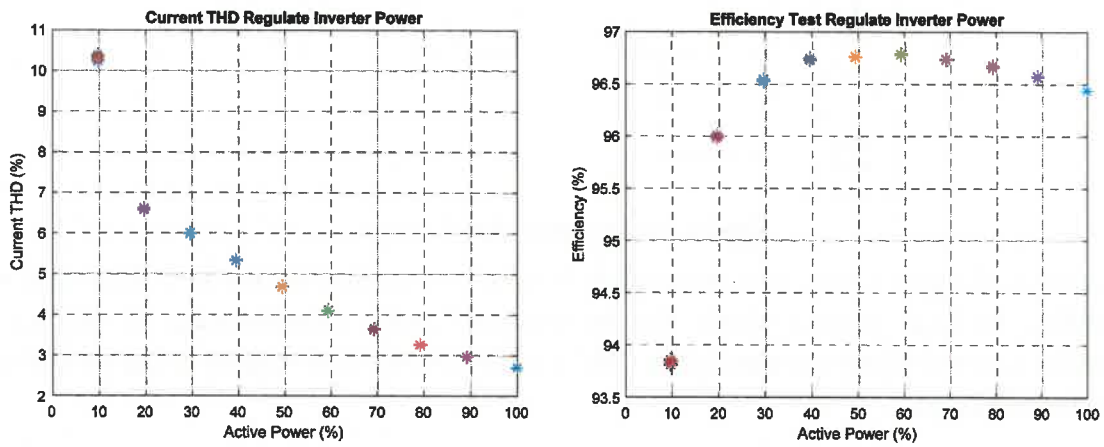 Current THD Regulate Inverter Power
11
10
9
8
7
6
5
4
3
2
Current THD (%)
0 10 20 30 40 50 60 70 80 90 100
Active Power (%)
Efficiency Test Regulate Inverter Power
97
96.5
96
95.5
95
94.5
94
93.5
Efficiency (%)
0 10 20 30 40 50 60 70 80 90 100
Active Power (%)